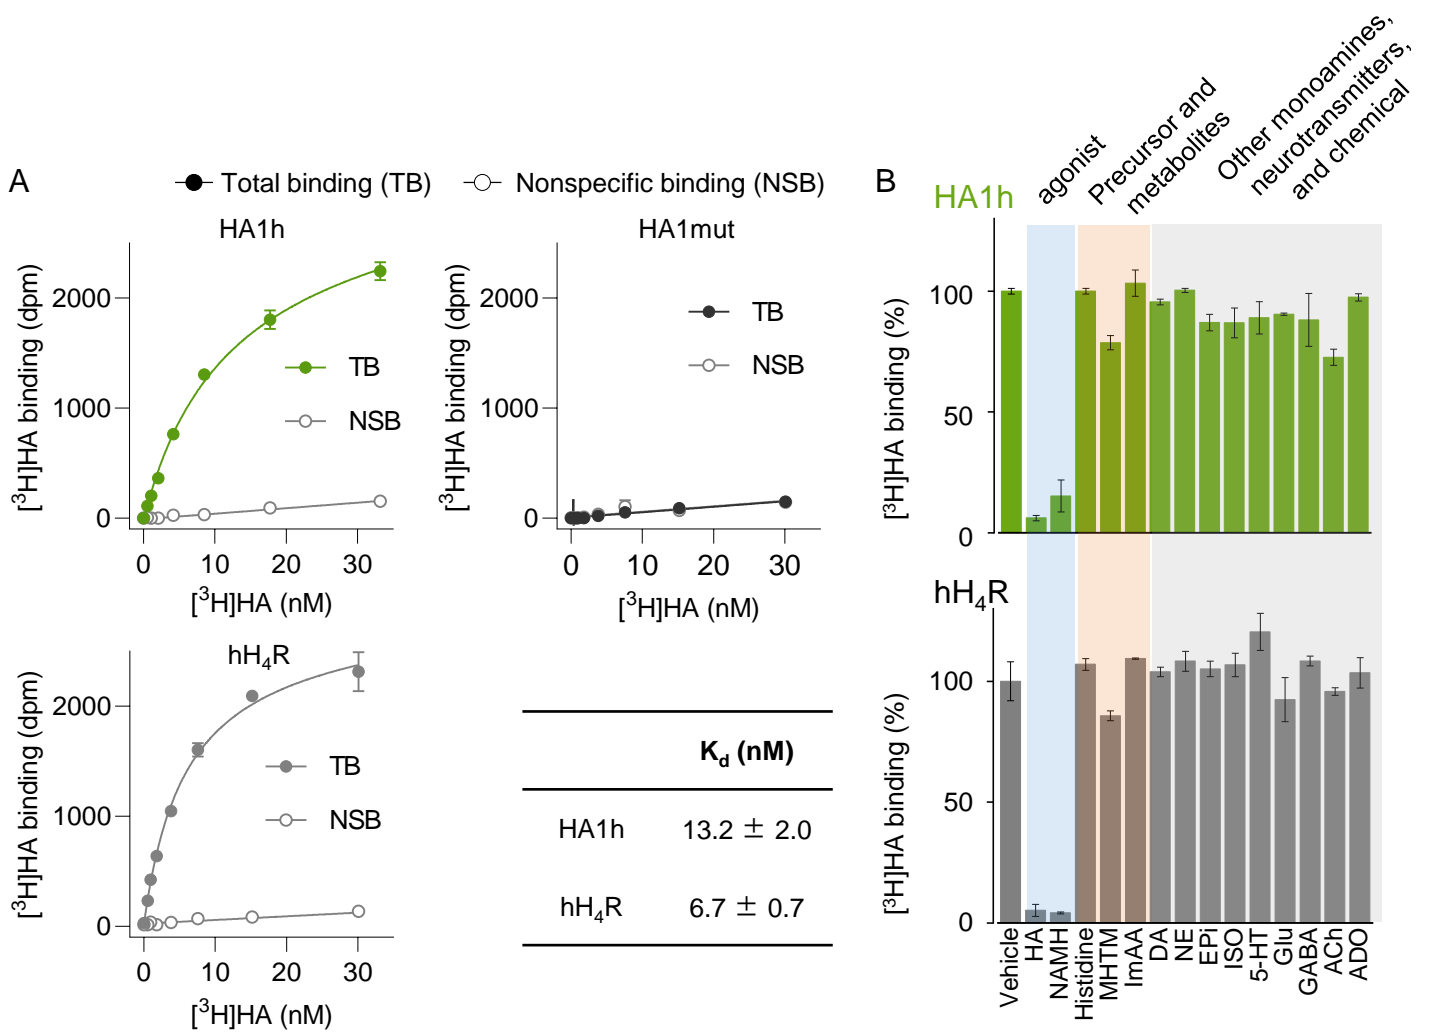 A
Total binding (TB)
Nonspecific binding (NSB)
HA1h
[³H]HA binding (dpm)
2000
1000
0
TB
NSB
0 10 20 30
[³H]HA (nM)
HA1mut
[³H]HA binding (dpm)
2000
1000
0
TB
NSB
0 10 20 30
[³H]HA (nM)
hH₄R
[³H]HA binding (dpm)
2000
1000
0
TB
NSB
0 10 20 30
[³H]HA (nM)
K_d (nM)
HA1h 13.2 ± 2.0
hH₄R 6.7 ± 0.7
B
agonist
Precursor and
metabolites
Other monoamines,
neurotransmitters,
and chemical
HA1h
[³H]HA binding (%)
100
50
0
hH₄R
[³H]HA binding (%)
100
50
0
Vehicle
HA
NAMH
Histidine
MHTM
ImAA
DA
NE
EPi
ISO
5-HT
Glu
GABA
ACh
ADO